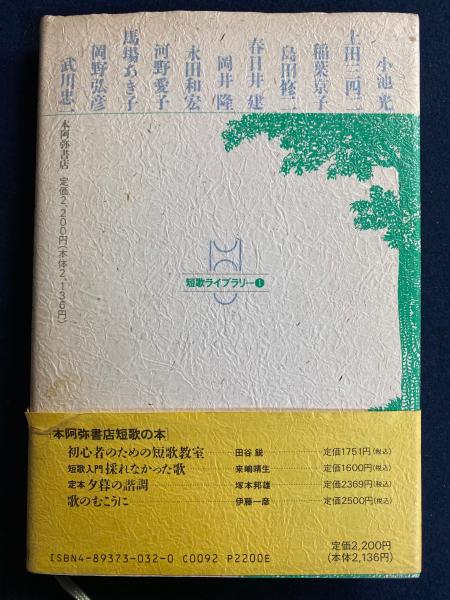 小池光
上田三四二
稲葉京子
島田修二
春日井建
岡井隆
永田和宏
河野愛子
馬場あき子
岡野弘彦
武川忠一
本阿弥書店 定価2,200円(本体2,136円)
短歌ライブラリー1
[本阿弥書店短歌の本]
初心者のための短歌教室 田谷鋭 定価1751円(税込)
短歌入門 採れなかった歌 来嶋靖生 定価1600円(税込)
定本 夕暮の諧調 塚本邦雄 定価2369円(税込)
歌のむこうに 伊藤一彦 定価2500円(税込)
定価2,200円
(本体2,136円)
ISBN4-89373-032-0 C0092 P2200E